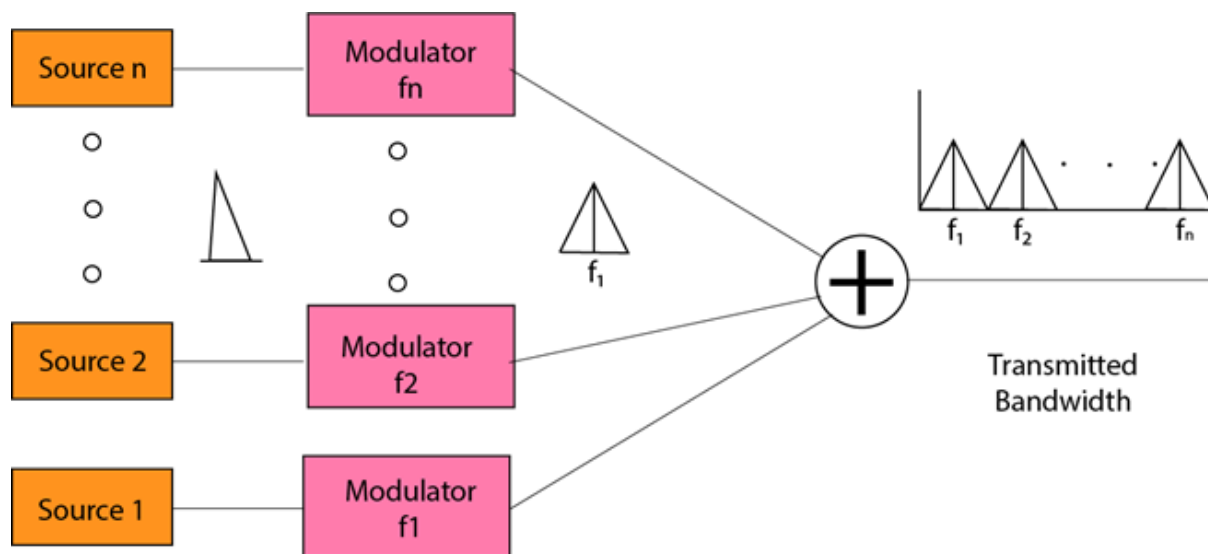 Source n
Modulator
fn
f₁
f₁
f₂
fₙ
Source 2
Modulator
f2
Transmitted
Bandwidth
Source 1
Modulator
f1